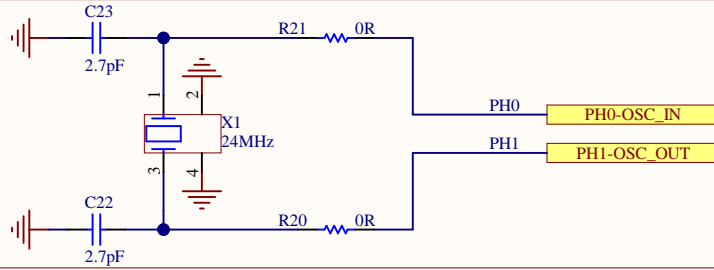 C23
2.7pF
R21 0R
1
2
X1
24MHz
PH0
PH0-OSC_IN
PH1
PH1-OSC_OUT
3
4
C22
2.7pF
R20 0R